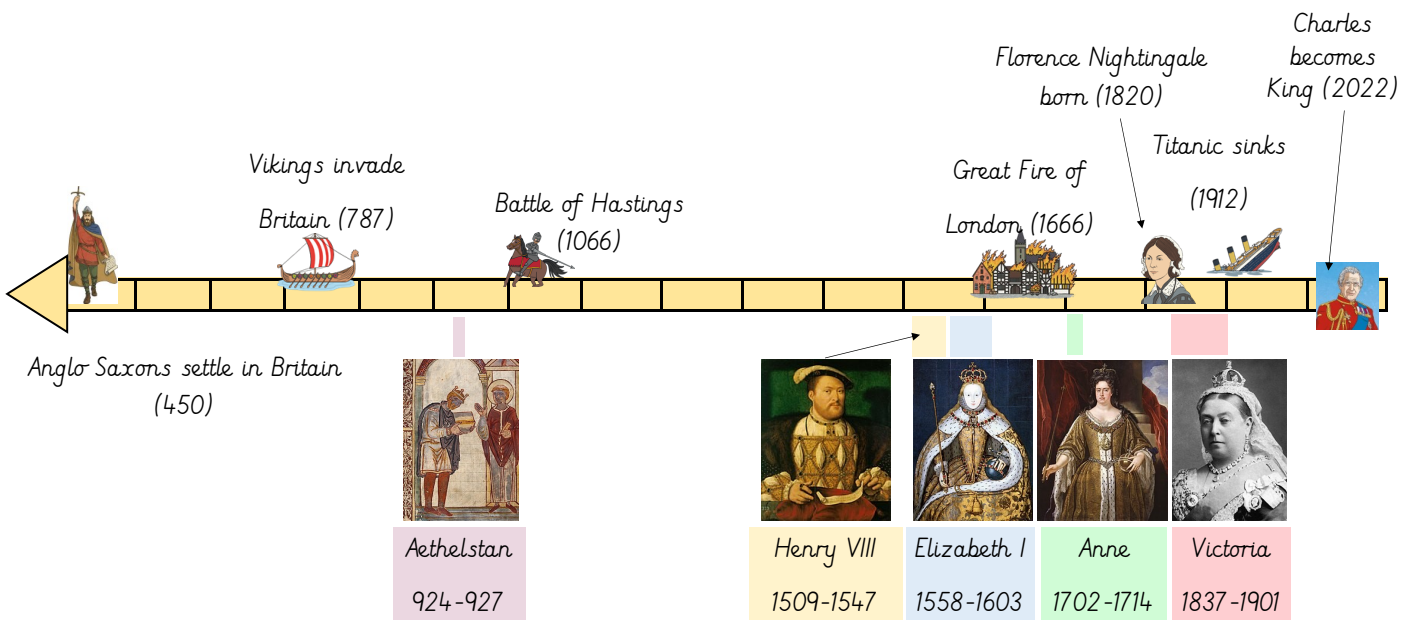 Charles
becomes
King (2022)
Florence Nightingale
born (1820)
Titanic sinks
(1912)
Vikings invade
Britain (787)
Great Fire of
London (1666)
Battle of Hastings
(1066)
Anglo Saxons settle in Britain
(450)
Aethelstan
924-927
Henry VIII
1509-1547
Elizabeth I
1558-1603
Anne
1702-1714
Victoria
1837-1901